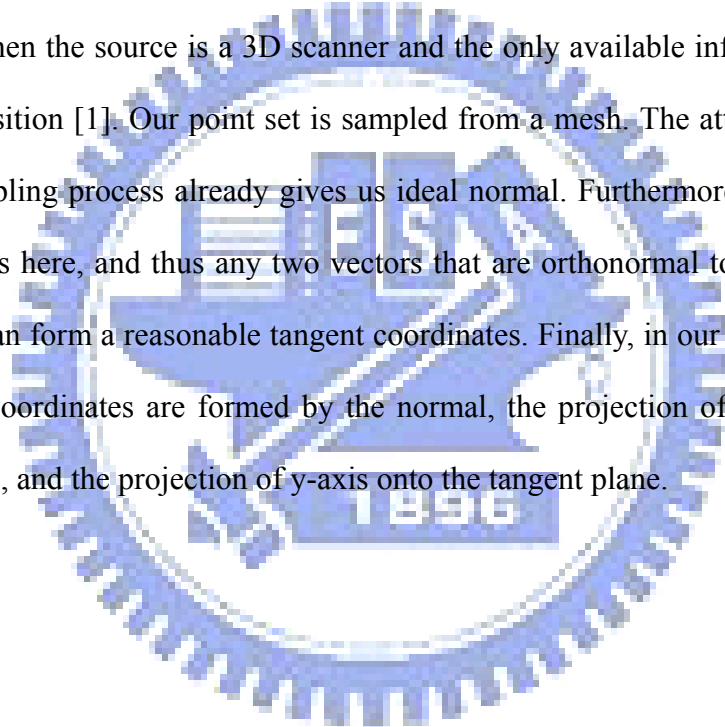 hen the source is a 3D scanner and the only available inf
sition [1]. Our point set is sampled from a mesh. The at
pling process already gives us ideal normal. Furthermore
s here, and thus any two vectors that are orthonormal to
an form a reasonable tangent coordinates. Finally, in our
oordinates are formed by the normal, the projection of
, and the projection of y-axis onto the tangent plane.
E S A
1896